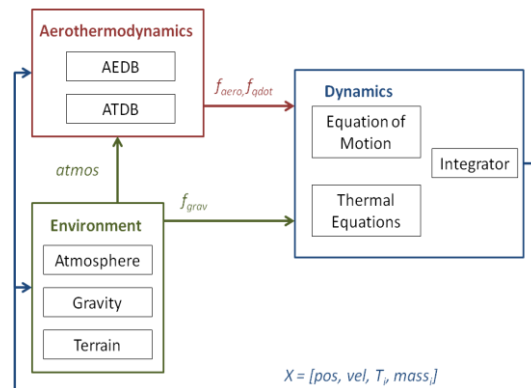 Aerothermodynamics
AEDB
ATDB
f_aero, f_qdot
Dynamics
Equation of
Motion
Integrator
Thermal
Equations
atmos
f_grav
Environment
Atmosphere
Gravity
Terrain
X = [pos, vel, T_i, mass_i]